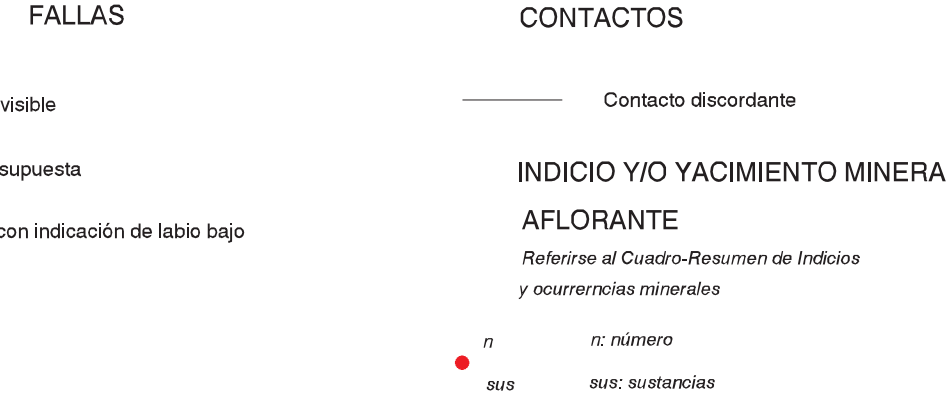 FALLAS
visible
supuesta
con indicación de labio bajo
CONTACTOS
Contacto discordante
INDICIO Y/O YACIMIENTO MINERA
AFLORANTE
Referirse al Cuadro-Resumen de Indicios
y ocurrerncias minerales
n n: número
sus sus: sustancias